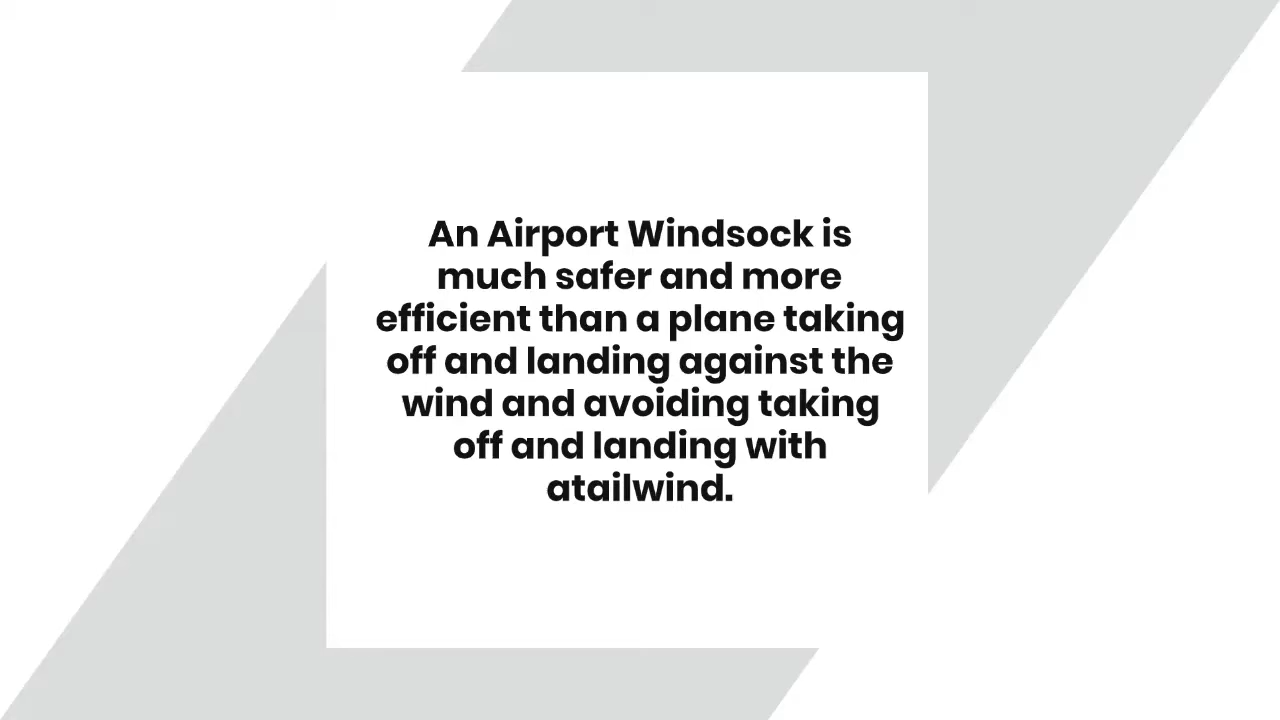 An Airport Windsock is
much safer and more
efficient than a plane taking
off and landing against the
wind and avoiding taking
off and landing with
atailwind.